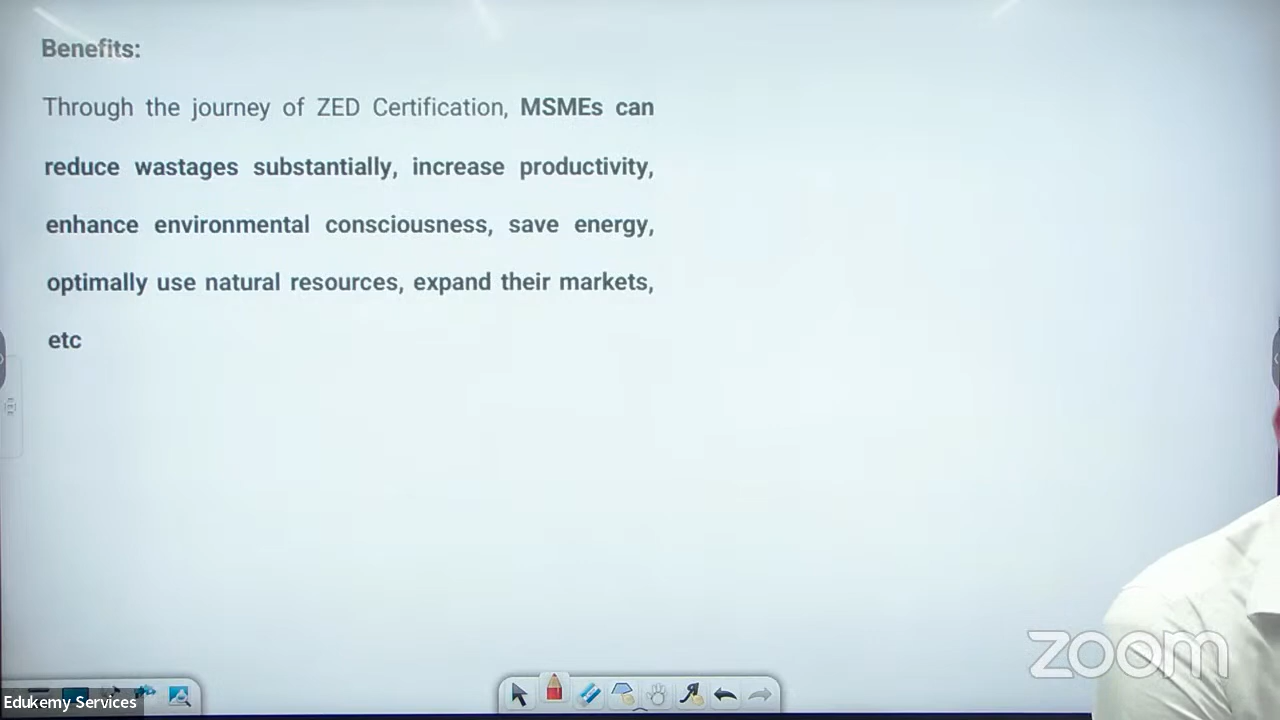 Benefits:
Through the journey of ZED Certification, MSMEs can
reduce wastages substantially, increase productivity,
enhance environmental consciousness, save energy,
optimally use natural resources, expand their markets,
etc
zoom
Edukemy Services